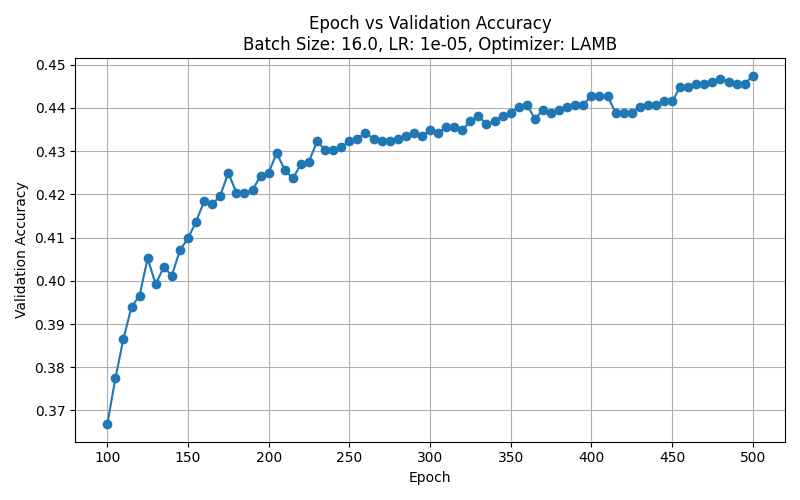 Epoch vs Validation Accuracy
Batch Size: 16.0, LR: 1e-05, Optimizer: LAMB
Validation Accuracy
0.45
0.44
0.43
0.42
0.41
0.40
0.39
0.38
0.37
100 150 200 250 300 350 400 450 500
Epoch